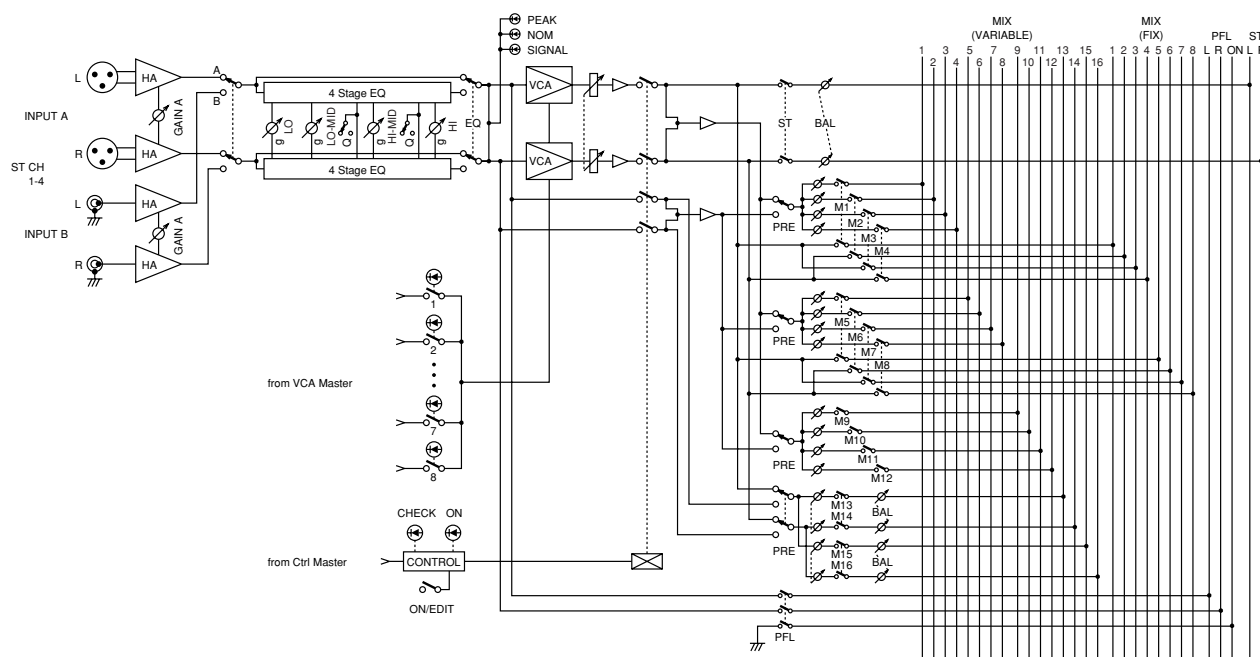 PEAK
NOM
SIGNAL
MIX
(VARIABLE)
MIX
(FIX)
PFL
ST
1 3 5 7 9 11 13 15 1 2 3 4 5 6 7 8 L R ON L
2 4 6 8 10 12 14 16
L
HA
A
B
4 Stage EQ
VCA
INPUT A
GAIN A
LO
g
LO-MID
g
Q
HI-MID
g
Q
HI
g
EQ
ST
BAL
R
HA
4 Stage EQ
VCA
ST CH
1-4
L
HA
INPUT B
GAIN A
R
HA
PRE
M1
M2
M3
M4
1
2
from VCA Master
7
8
PRE
M5
M6
M7
M8
PRE
M9
M10
M11
M12
CHECK ON
from Ctrl Master
CONTROL
ON/EDIT
PRE
M13
M14
BAL
M15
M16
BAL
PFL